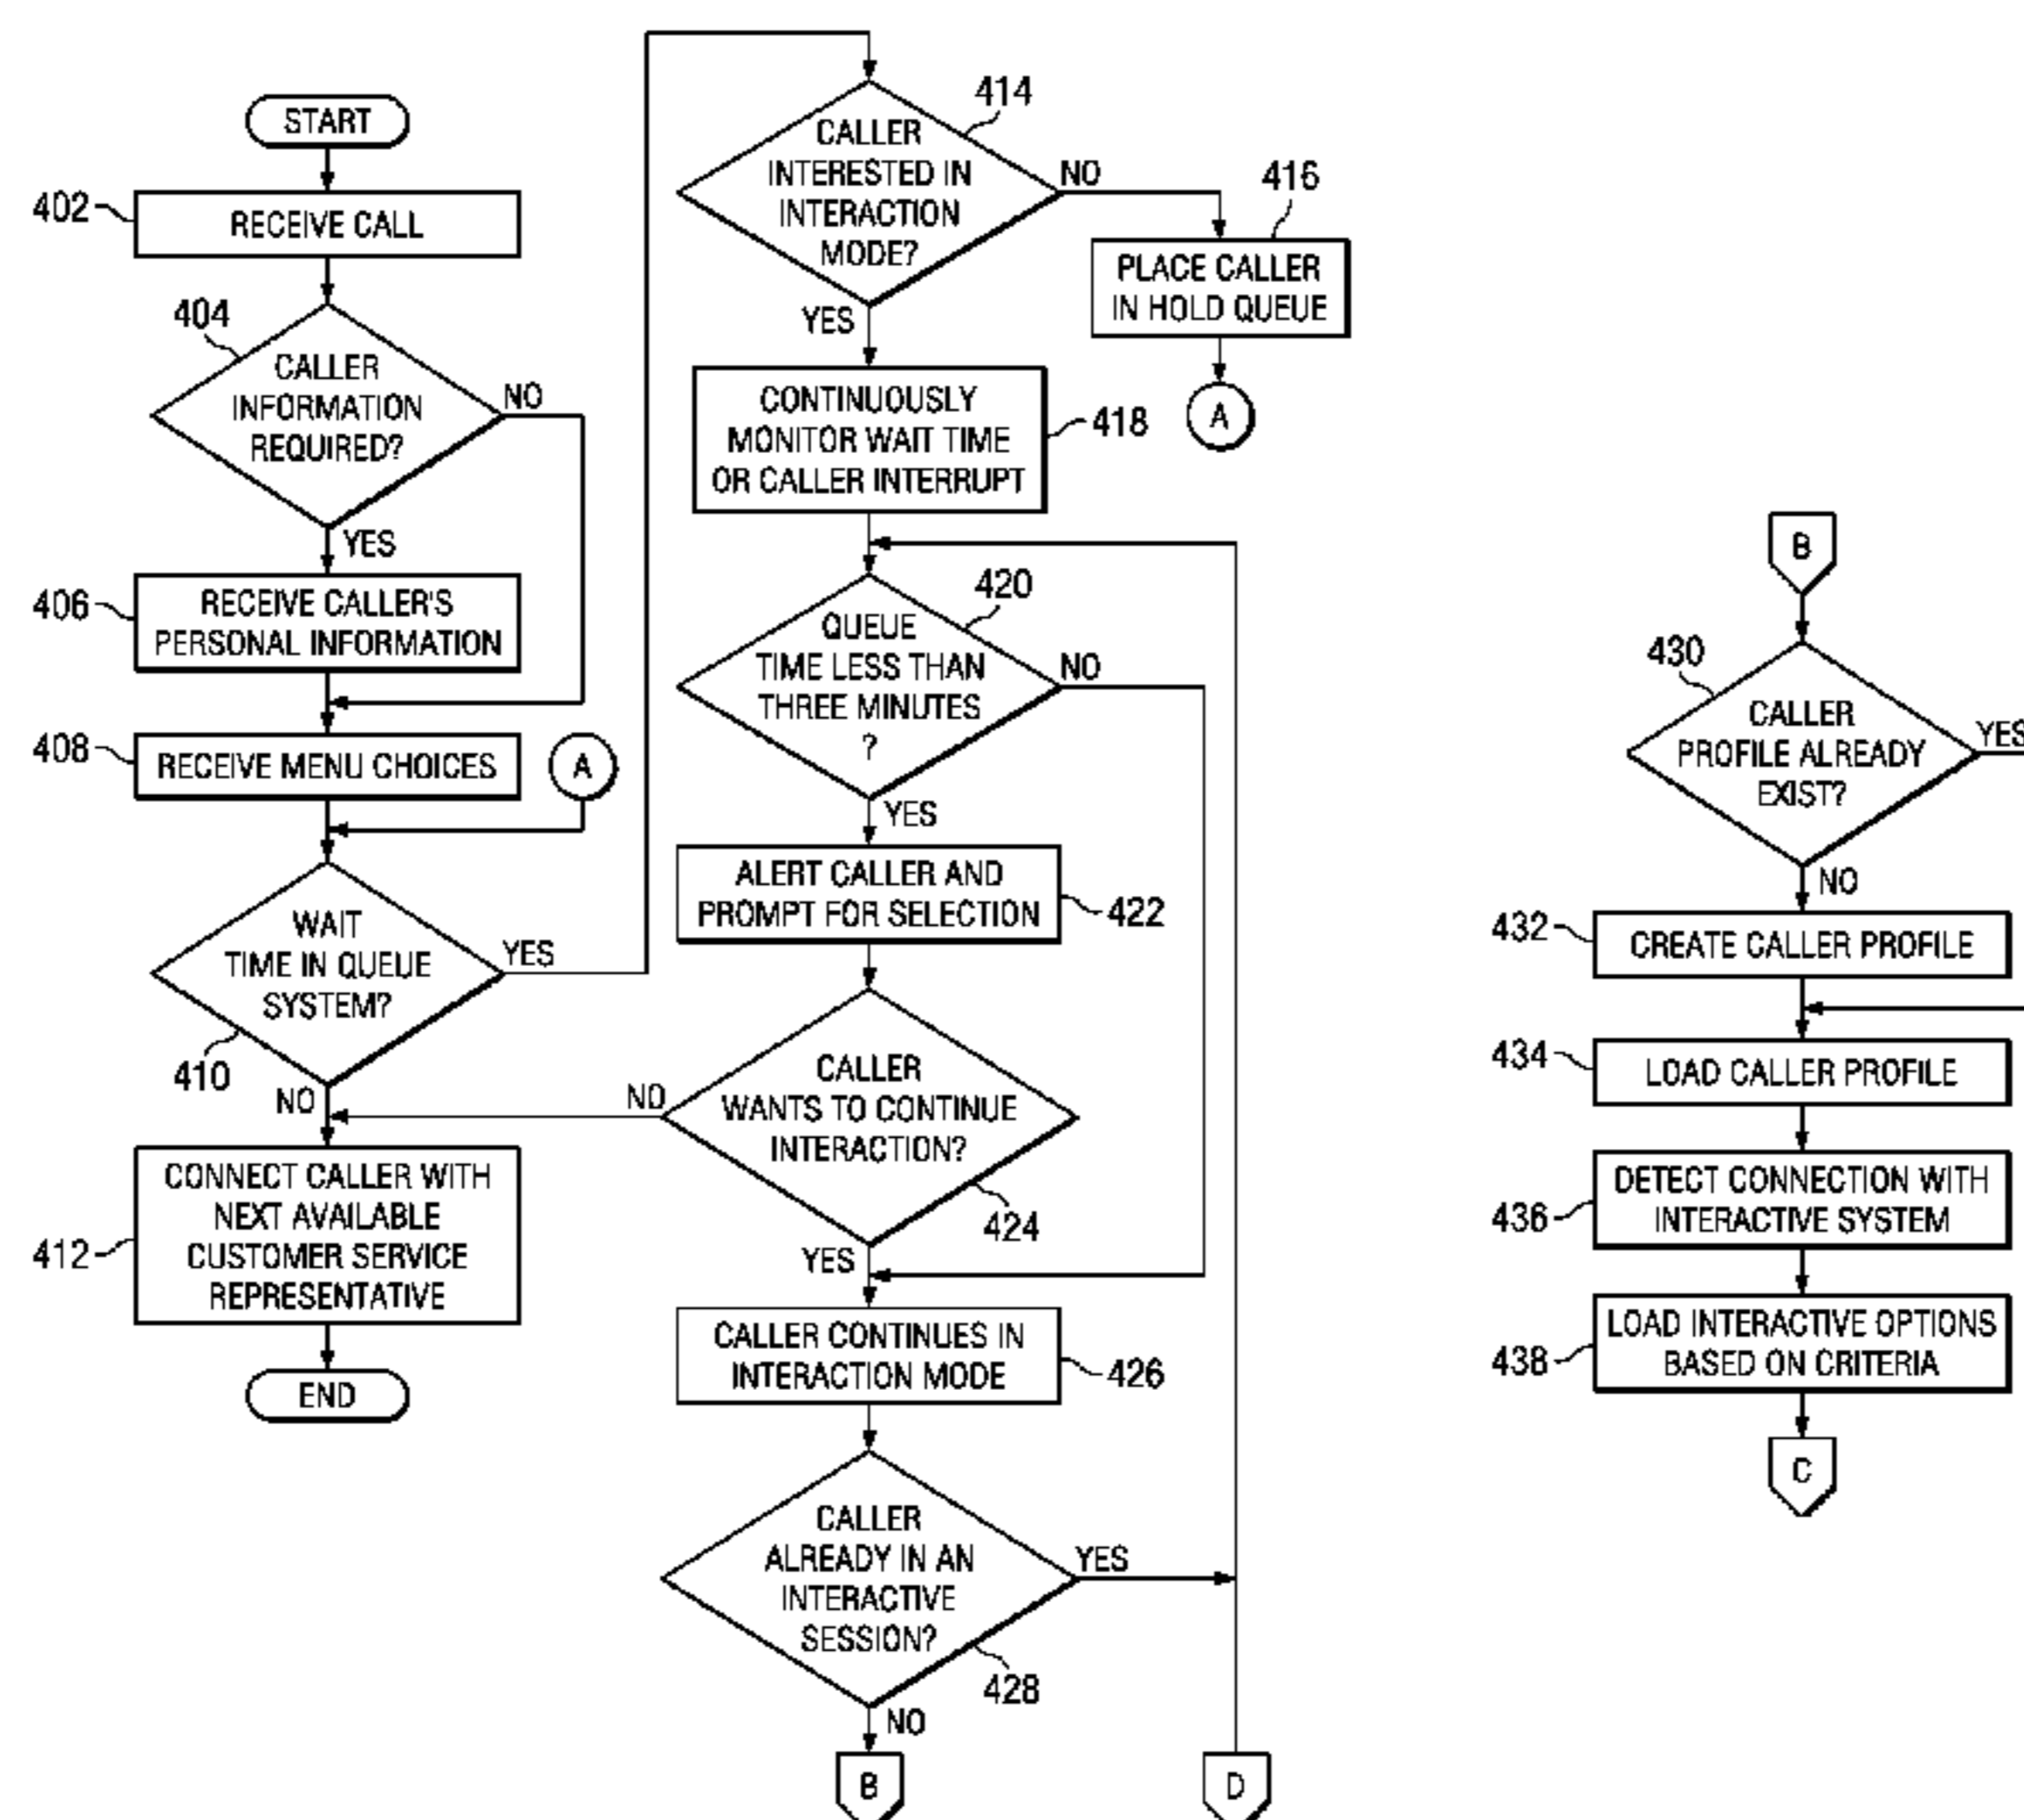 START
402
RECEIVE CALL
404
CALLER
INFORMATION
REQUIRED?
NO
YES
406
RECEIVE CALLER'S
PERSONAL INFORMATION
408
RECEIVE MENU CHOICES
A
WAIT
TIME IN QUEUE
SYSTEM?
YES
410
NO
412
CONNECT CALLER WITH
NEXT AVAILABLE
CUSTOMER SERVICE
REPRESENTATIVE
END
414
CALLER
INTERESTED IN
INTERACTION
MODE?
NO
416
PLACE CALLER
IN HOLD QUEUE
A
YES
CONTINUOUSLY
MONITOR WAIT TIME
OR CALLER INTERRUPT
418
420
QUEUE
TIME LESS THAN
THREE MINUTES
?
NO
YES
ALERT CALLER AND
PROMPT FOR SELECTION
422
NO
CALLER
WANTS TO CONTINUE
INTERACTION?
424
YES
CALLER CONTINUES IN
INTERACTION MODE
426
CALLER
ALREADY IN AN
INTERACTIVE
SESSION?
YES
428
NO
B
D
B
430
CALLER
PROFILE ALREADY
EXIST?
YES
NO
432
CREATE CALLER PROFILE
434
LOAD CALLER PROFILE
436
DETECT CONNECTION WITH
INTERACTIVE SYSTEM
438
LOAD INTERACTIVE OPTIONS
BASED ON CRITERIA
C